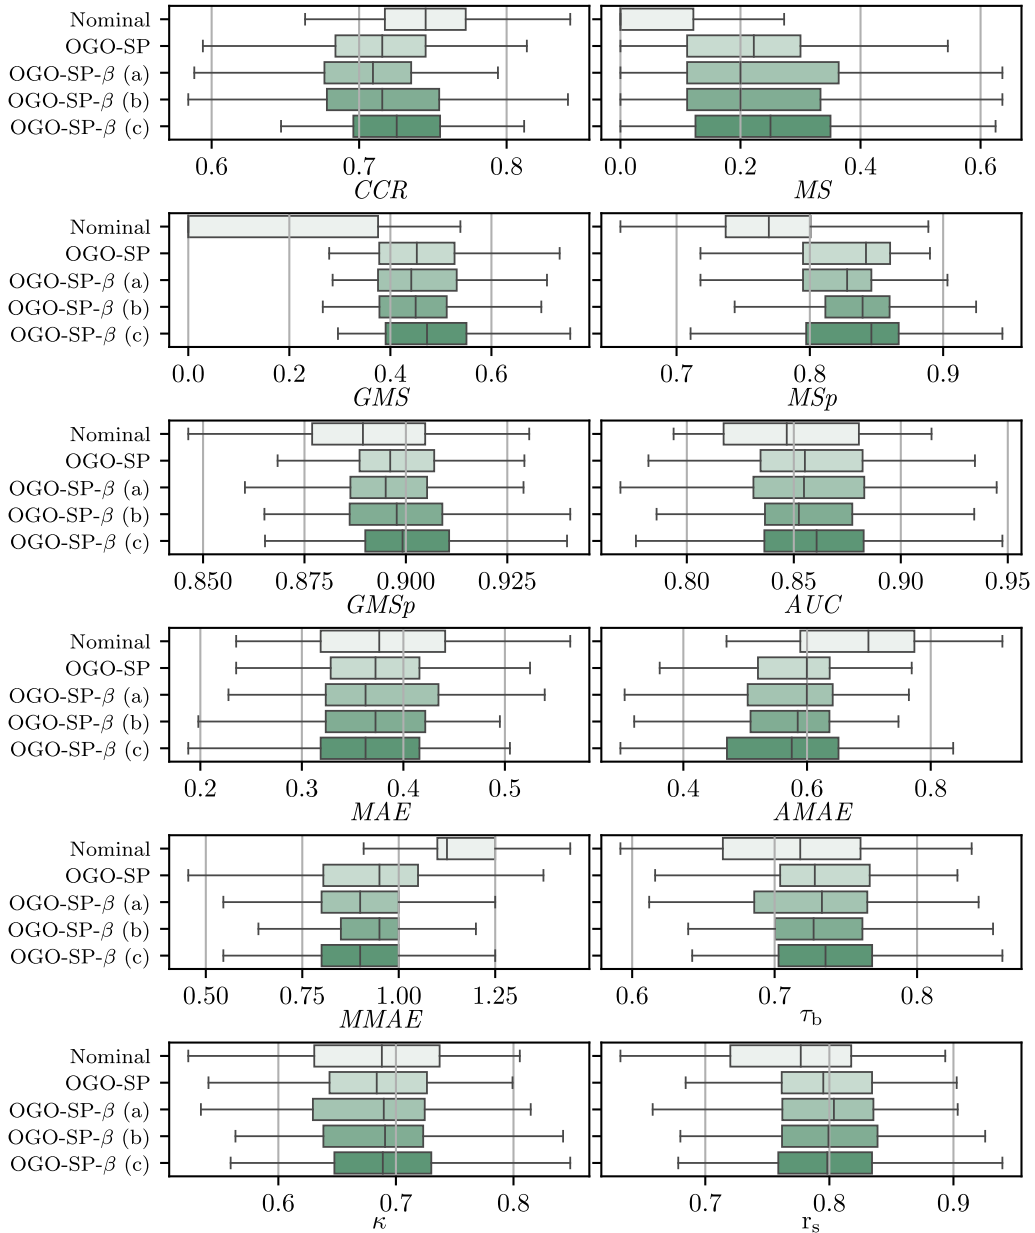 Nominal
OGO-SP
OGO-SP-β (a)
OGO-SP-β (b)
OGO-SP-β (c)
0.6 0.7 0.8
CCR
0.0 0.2 0.4 0.6
MS
Nominal
OGO-SP
OGO-SP-β (a)
OGO-SP-β (b)
OGO-SP-β (c)
0.0 0.2 0.4 0.6
GMS
0.7 0.8 0.9
MSp
Nominal
OGO-SP
OGO-SP-β (a)
OGO-SP-β (b)
OGO-SP-β (c)
0.850 0.875 0.900 0.925
GMSp
0.80 0.85 0.90 0.95
AUC
Nominal
OGO-SP
OGO-SP-β (a)
OGO-SP-β (b)
OGO-SP-β (c)
0.2 0.3 0.4 0.5
MAE
0.4 0.6 0.8
AMAE
Nominal
OGO-SP
OGO-SP-β (a)
OGO-SP-β (b)
OGO-SP-β (c)
0.50 0.75 1.00 1.25
MMAE
0.6 0.7 0.8
τb
Nominal
OGO-SP
OGO-SP-β (a)
OGO-SP-β (b)
OGO-SP-β (c)
0.6 0.7 0.8
κ
0.7 0.8 0.9
rs